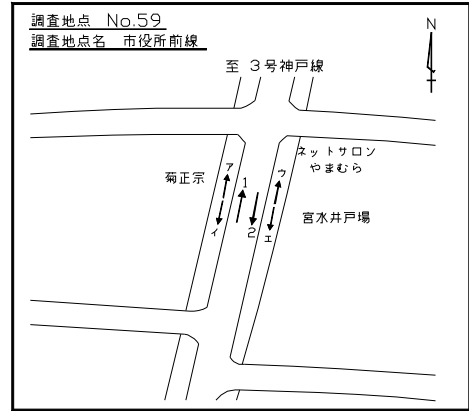 調査地点 No.59
調査地点名 市役所前線
N
至 3号神戸線
ネットサロン
やまむら
菊正宗
ア
1
ウ
宮水井戸場
イ
2
エ